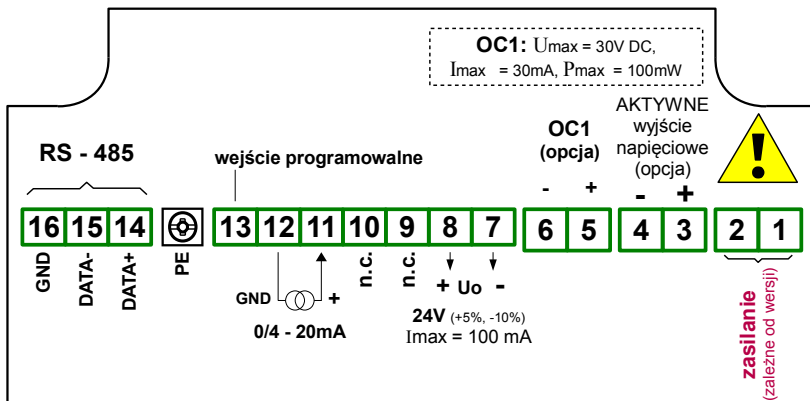 OC1: Umax = 30V DC,
Imax = 30mA, Pmax = 100mW
AKTYWNE
wyjście
napięciowe
(opcja)
OC1
(opcja)
- +
- +
RS - 485
wejście programowalne
16 15 14 13 12 11 10 9 8 7 6 5 4 3 2 1
GND
DATA-
DATA+
PE
GND +
0/4 - 20mA
n.c.
n.c.
+ Uo -
24V (+5%, -10%)
Imax = 100 mA
zasilanie
(zależne od wersji)